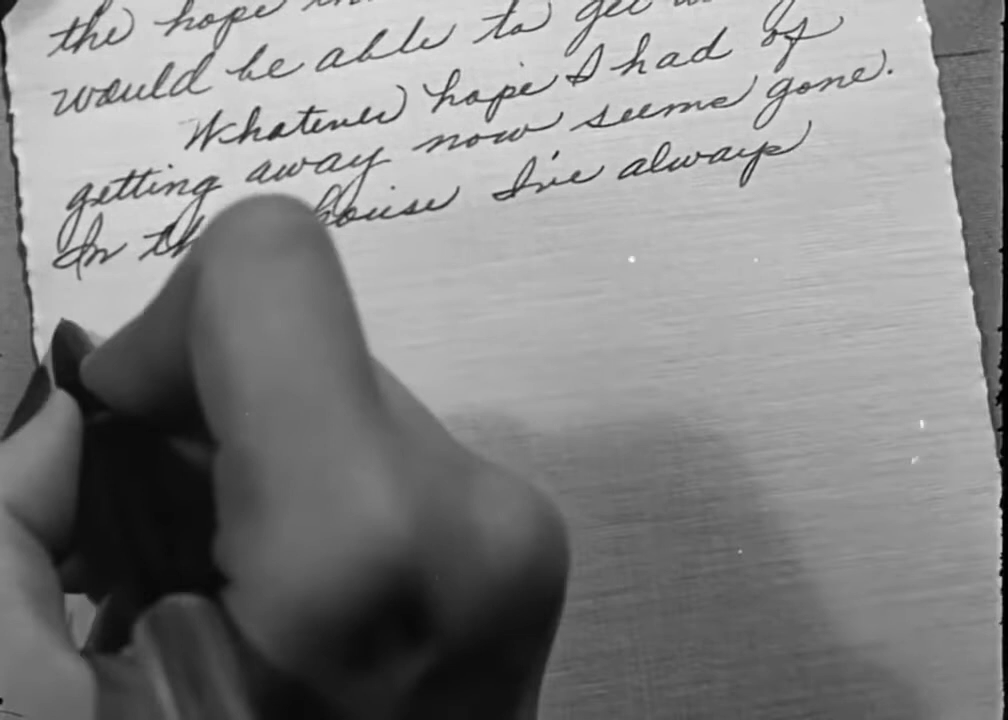 the hope
would be able to get
Whatever hope I had of
getting away now seems gone.
In th house I've always